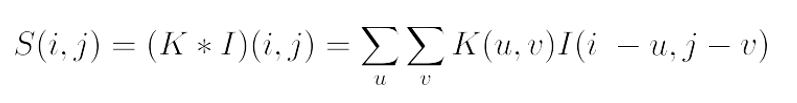 S(i, j) = (K ∗ I)(i, j) = ∑_u ∑_v K(u, v)I(i − u, j − v)